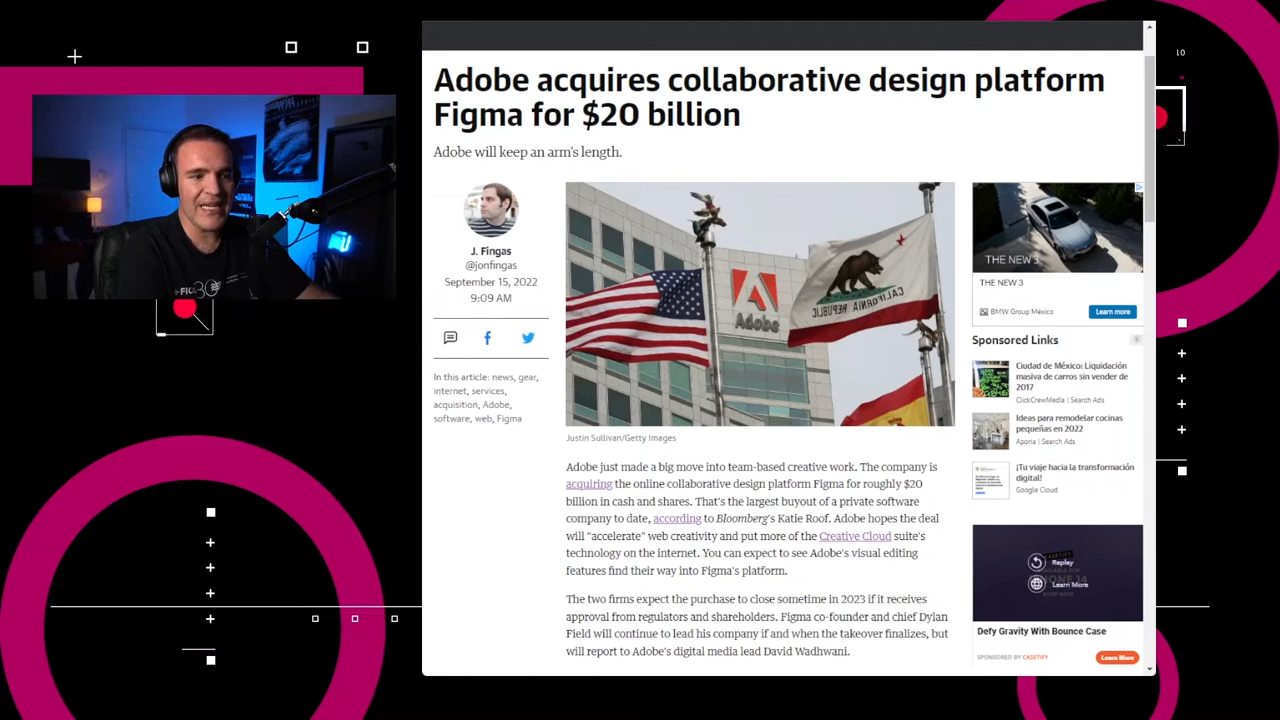 Adobe acquires collaborative design platform
Figma for $20 billion
Adobe will keep an arm's length.
J. Fingas
@jonfingas
September 15, 2022
9:09 AM
In this article: news, gear,
internet, services,
acquisition, Adobe,
software, web, Figma
Adobe
CALIFORNIA REPUBLIC
Justin Sullivan/Getty Images
Adobe just made a big move into team-based creative work. The company is
acquiring the online collaborative design platform Figma for roughly $20
billion in cash and shares. That's the largest buyout of a private software
company to date, according to Bloomberg's Katie Roof. Adobe hopes the deal
will "accelerate" web creativity and put more of the Creative Cloud suite's
technology on the internet. You can expect to see Adobe's visual editing
features find their way into Figma's platform.
The two firms expect the purchase to close sometime in 2023 if it receives
approval from regulators and shareholders. Figma co-founder and chief Dylan
Field will continue to lead his company if and when the takeover finalizes, but
will report to Adobe's digital media lead David Wadhwani.
THE NEW 3
THE NEW 3
BMW Group México
Learn more
Sponsored Links
Ciudad de México: Liquidación
masiva de carros sin vender de
2017
ClickCrewMedia | Search Ads
Ideas para remodelar cocinas
pequeñas en 2022
Aporia | Search Ads
¡Tu viaje hacia la transformación
digital!
Google Cloud
Replay
Learn More
Defy Gravity With Bounce Case
SPONSORED BY CASETIFY
Learn More
10